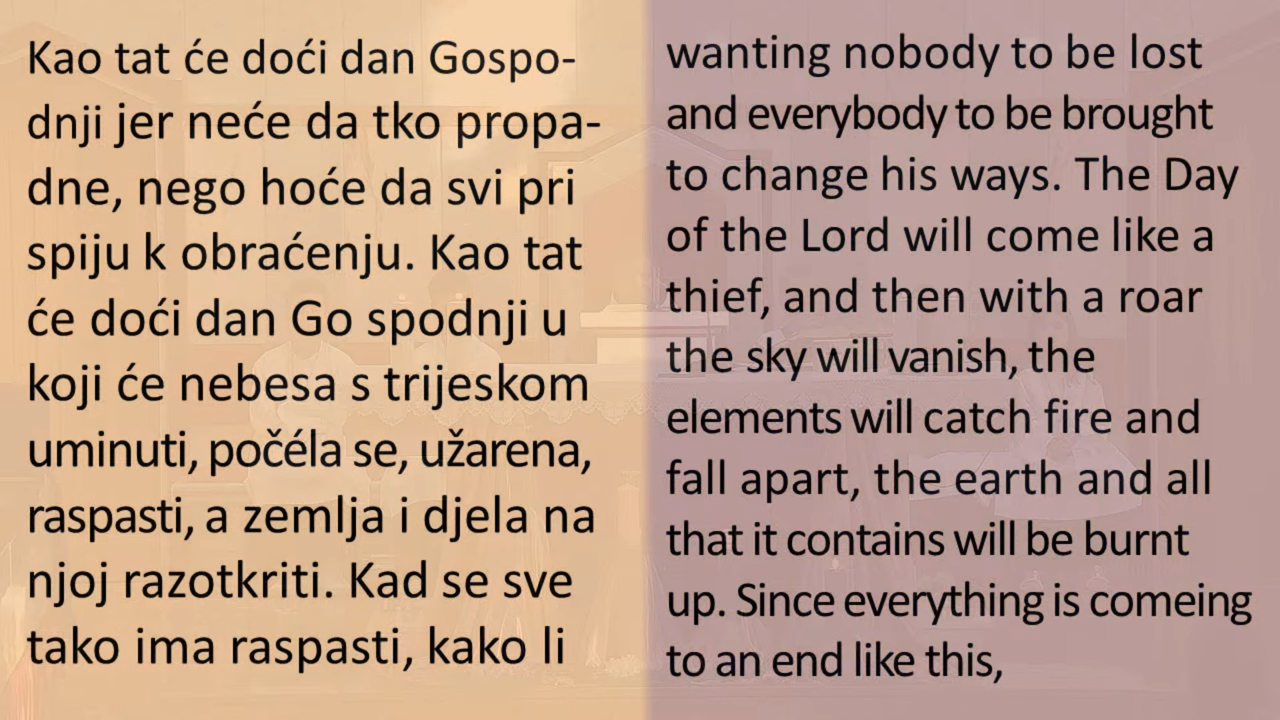 Kao tat će doći dan Gospo-
dnji jer neće da tko propa-
dne, nego hoće da svi pri
spiju k obraćenju. Kao tat
će doći dan Go spodnji u
koji će nebesa s trijeskom
uminuti, počéla se, užarena,
raspasti, a zemlja i djela na
njoj razotkriti. Kad se sve
tako ima raspasti, kako li
wanting nobody to be lost
and everybody to be brought
to change his ways. The Day
of the Lord will come like a
thief, and then with a roar
the sky will vanish, the
elements will catch fire and
fall apart, the earth and all
that it contains will be burnt
up. Since everything is comeing
to an end like this,